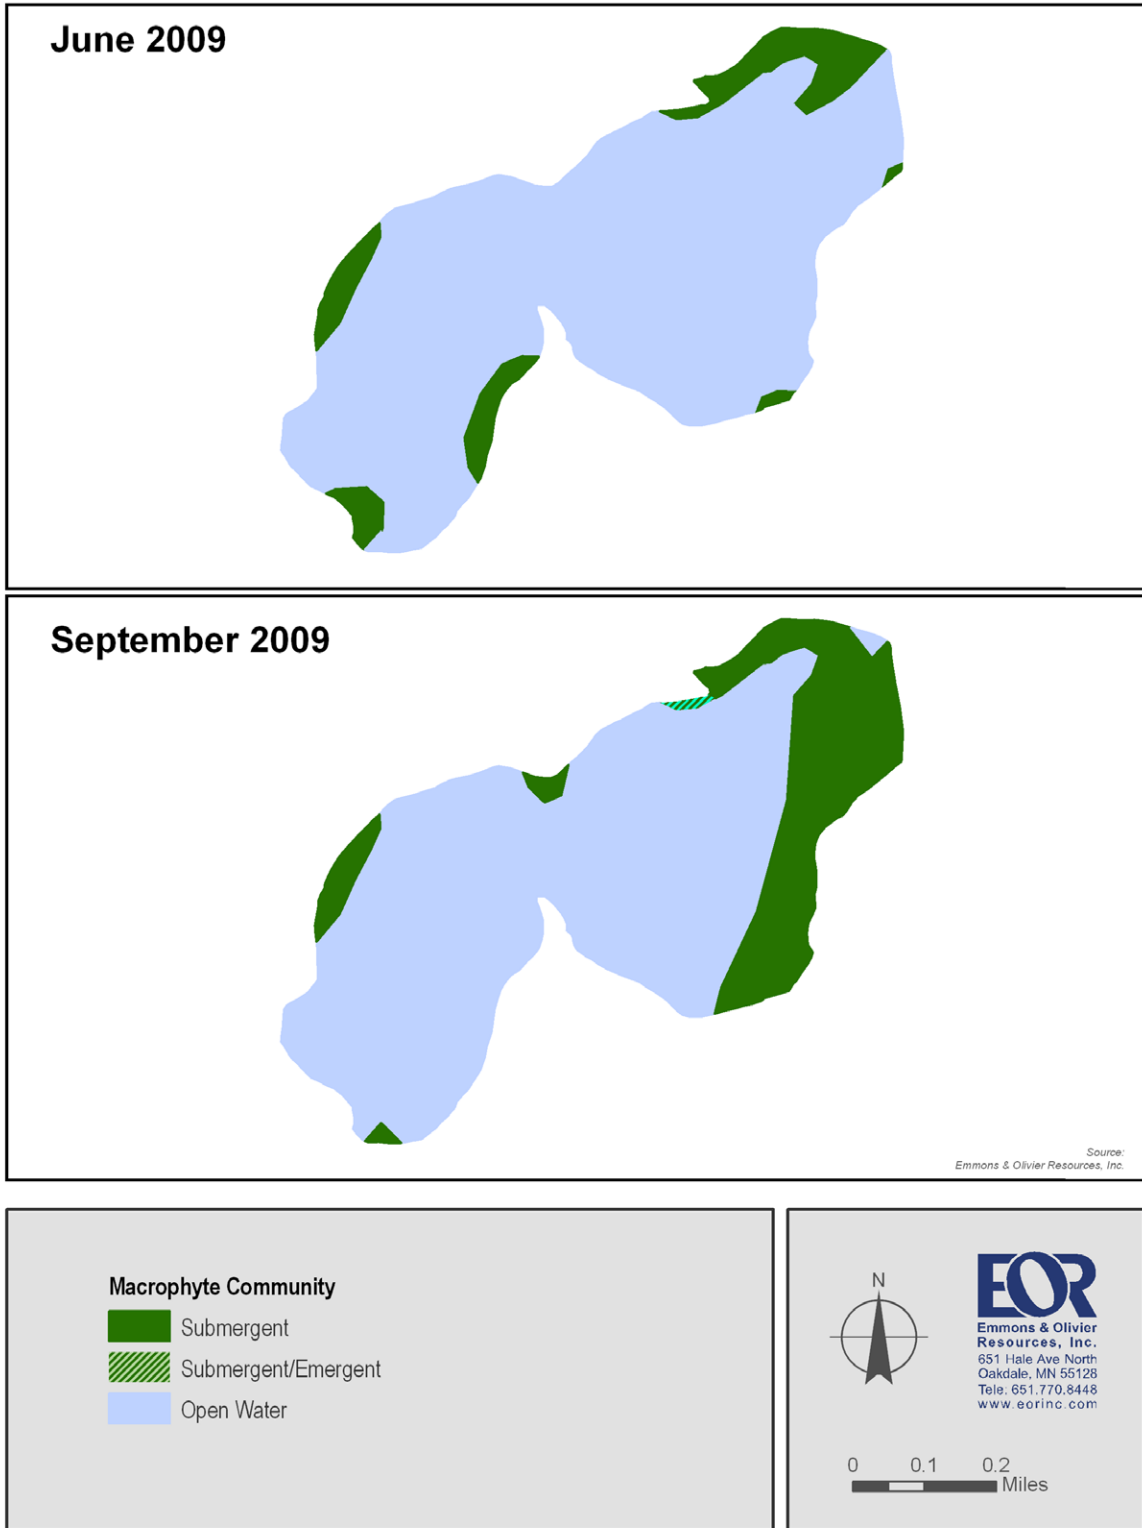 June 2009
September 2009
Source:
Emmons & Olivier Resources, Inc.
Macrophyte Community
Submergent
Submergent/Emergent
Open Water
N
EOR
Emmons & Olivier
Resources, Inc.
651 Hale Ave North
Oakdale, MN 55128
Tele: 651.770.8448
www.eorinc.com
0 0.1 0.2
Miles